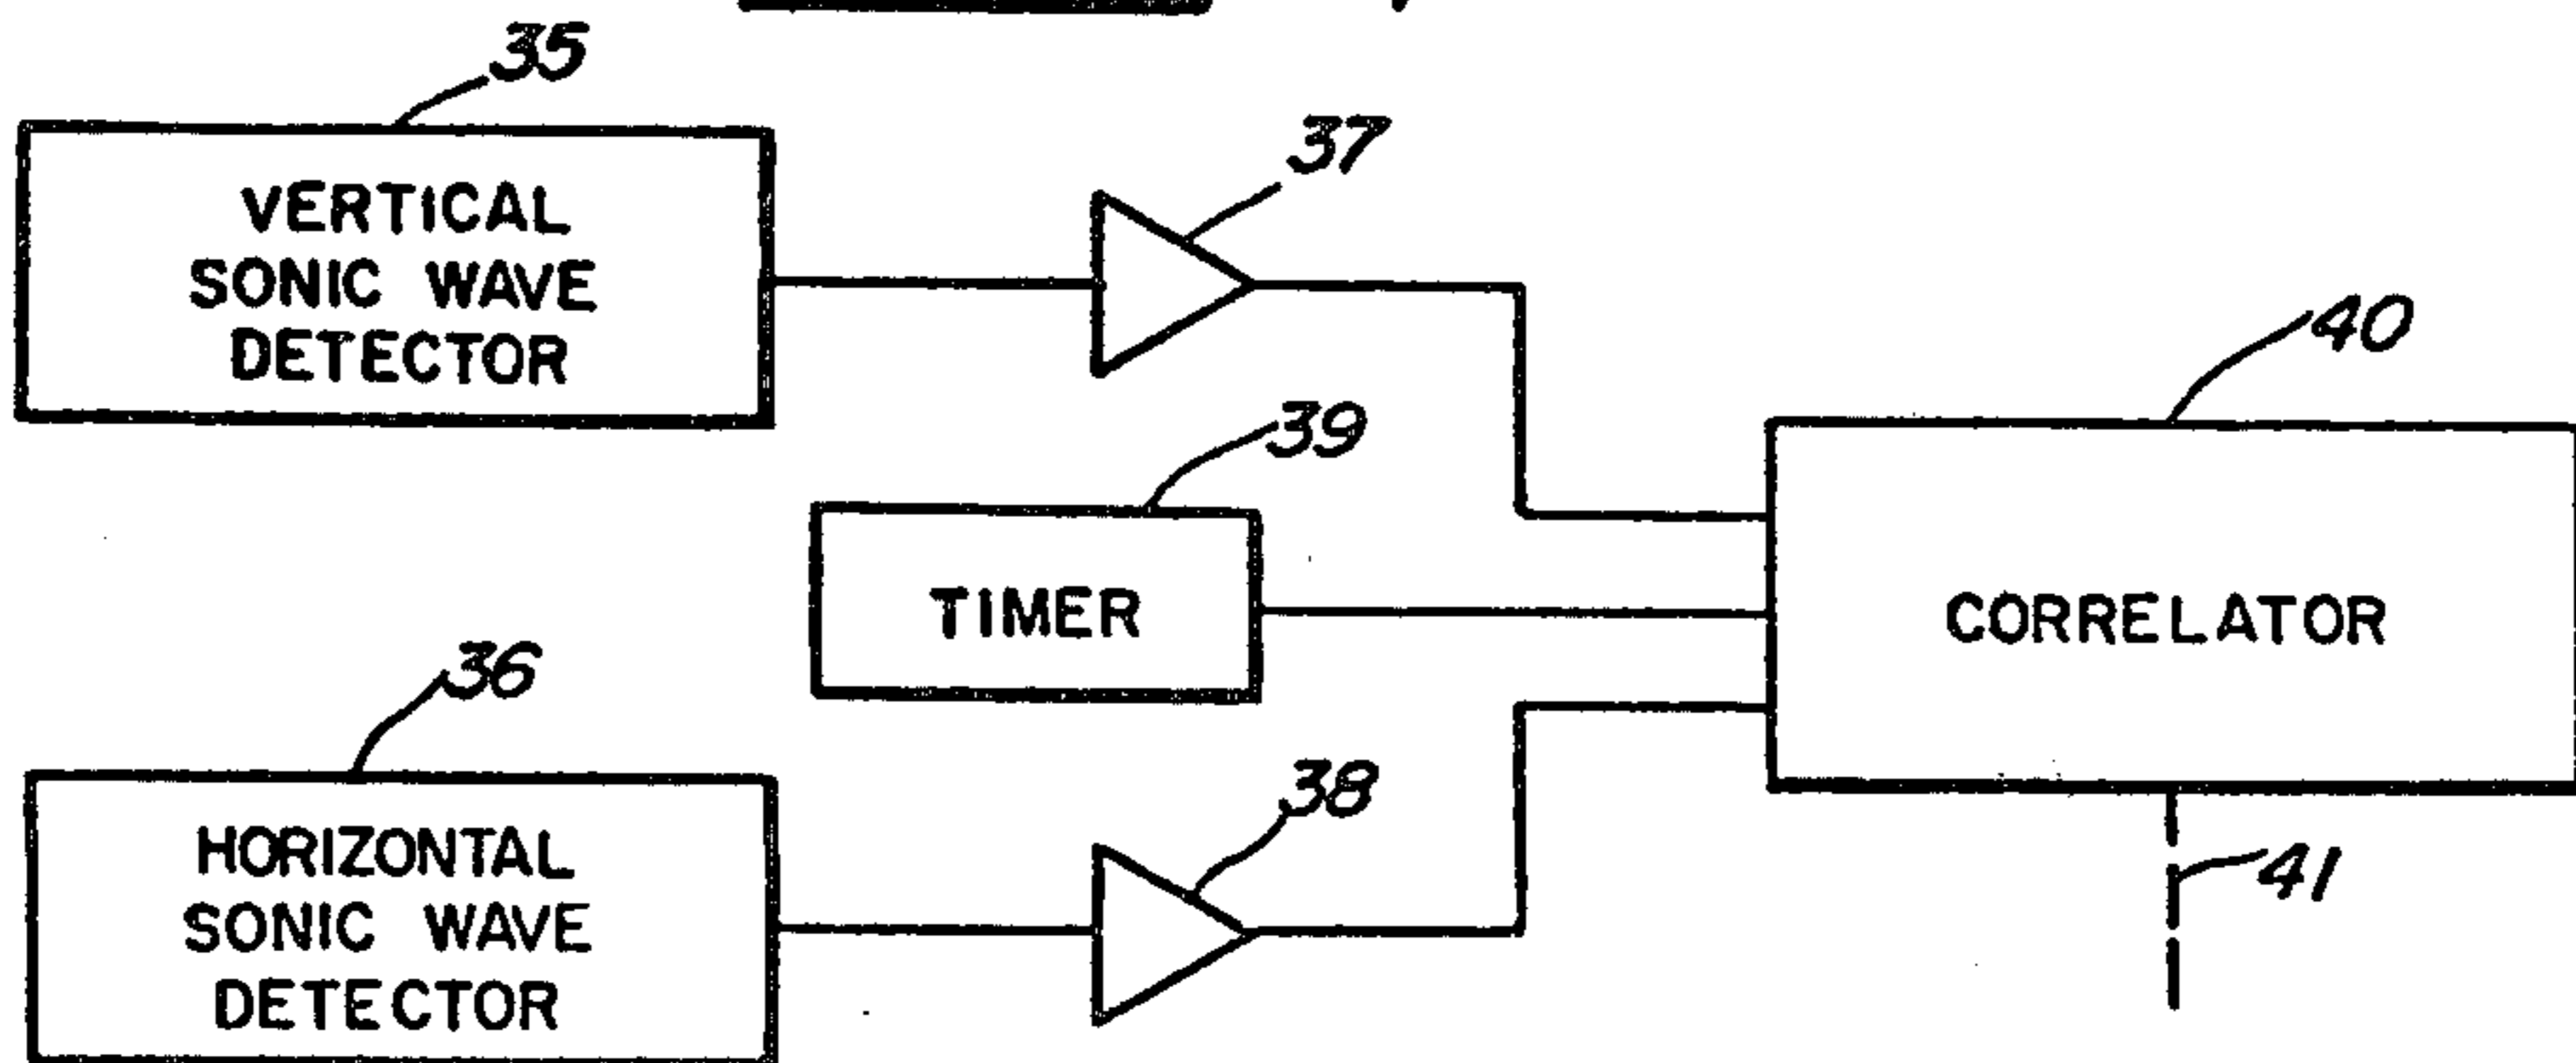 35
VERTICAL
SONIC WAVE
DETECTOR
37
39
TIMER
40
CORRELATOR
36
HORIZONTAL
SONIC WAVE
DETECTOR
38
41